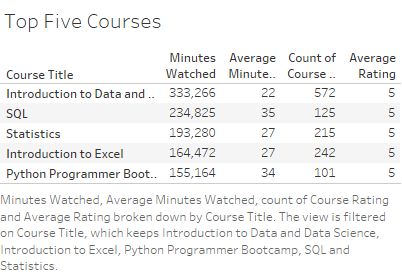 Top Five Courses
Minutes Average Count of Average
Course Title Watched Minute.. Course .. Rating
Introduction to Data and .. 333,266 22 572 5
SQL 234,825 35 125 5
Statistics 193,280 27 215 5
Introduction to Excel 164,472 27 242 5
Python Programmer Boot.. 155,164 34 101 5
Minutes Watched, Average Minutes Watched, count of Course Rating
and Average Rating broken down by Course Title. The view is filtered
on Course Title, which keeps Introduction to Data and Data Science,
Introduction to Excel, Python Programmer Bootcamp, SQL and
Statistics.